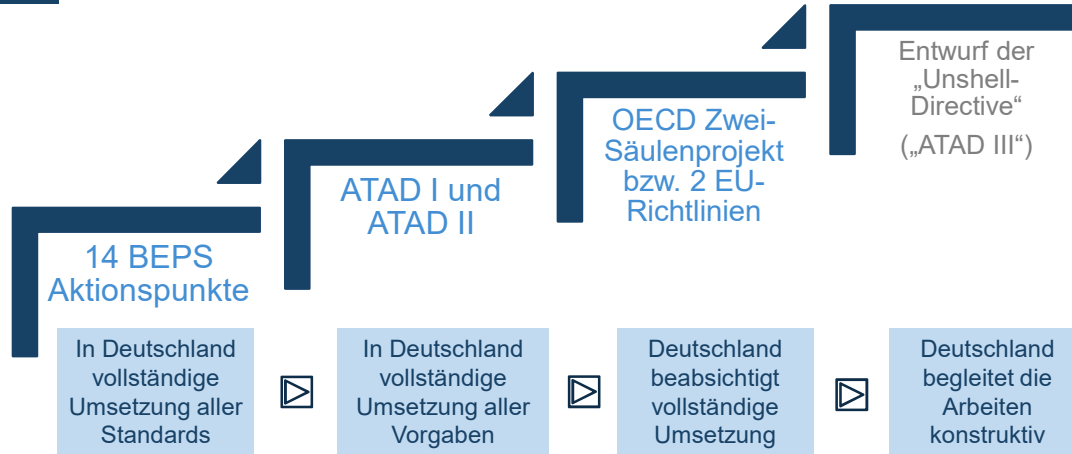 14 BEPS
Aktionspunkte
ATAD I und
ATAD II
OECD Zwei-
Säulenprojekt
bzw. 2 EU-
Richtlinien
Entwurf der
„Unshell-
Directive“
(„ATAD III“)
In Deutschland
vollständige
Umsetzung aller
Standards
In Deutschland
vollständige
Umsetzung aller
Vorgaben
Deutschland
beabsichtigt
vollständige
Umsetzung
Deutschland
begleitet die
Arbeiten
konstruktiv